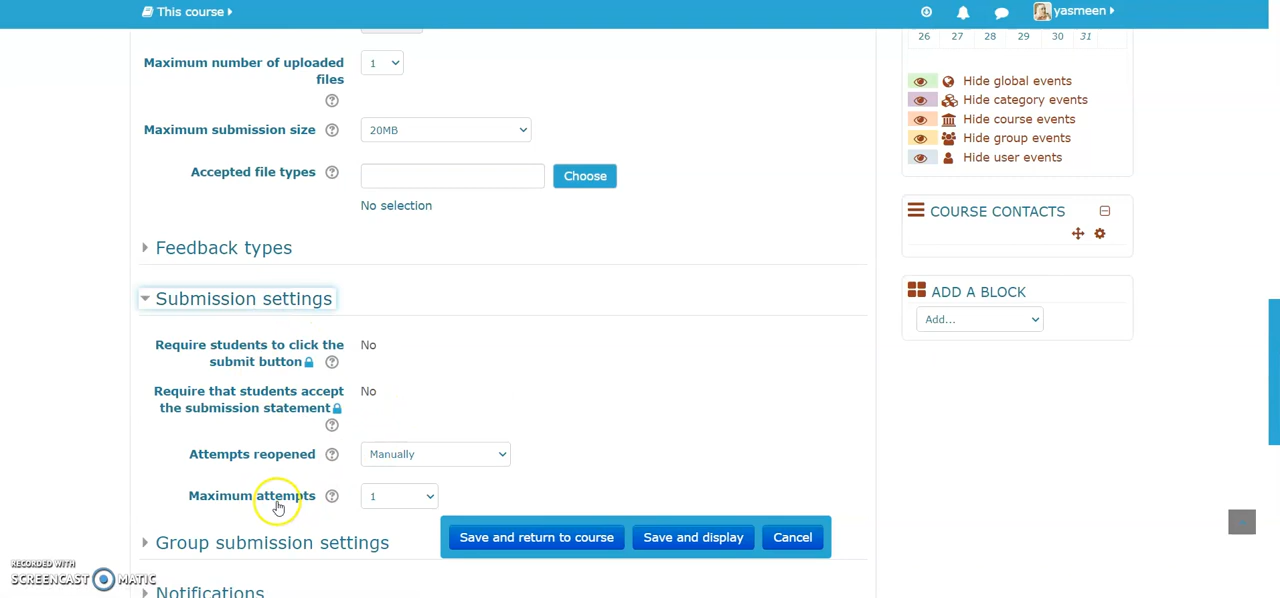 This course
yasmeen
26 27 28 29 30 31
Maximum number of uploaded
files
1
Hide global events
Hide category events
Hide course events
Hide group events
Hide user events
Maximum submission size
20MB
Accepted file types
Choose
No selection
COURSE CONTACTS
Feedback types
Submission settings
ADD A BLOCK
Add...
Require students to click the
submit button
No
Require that students accept
the submission statement
No
Attempts reopened
Manually
Maximum attempts
1
Save and return to course
Save and display
Cancel
Group submission settings
Notifications
RECORDED WITH
SCREENCAST MATIC